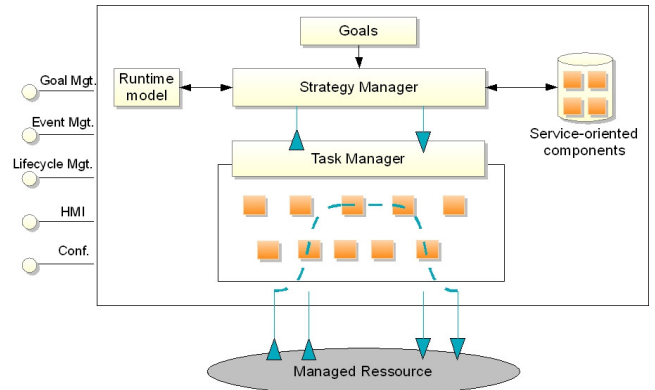 Goals
Goal Mgt.
Runtime
model
Strategy Manager
Event Mgt.
Service-oriented
components
Lifecycle Mgt.
Task Manager
HMI
Conf.
Managed Ressource